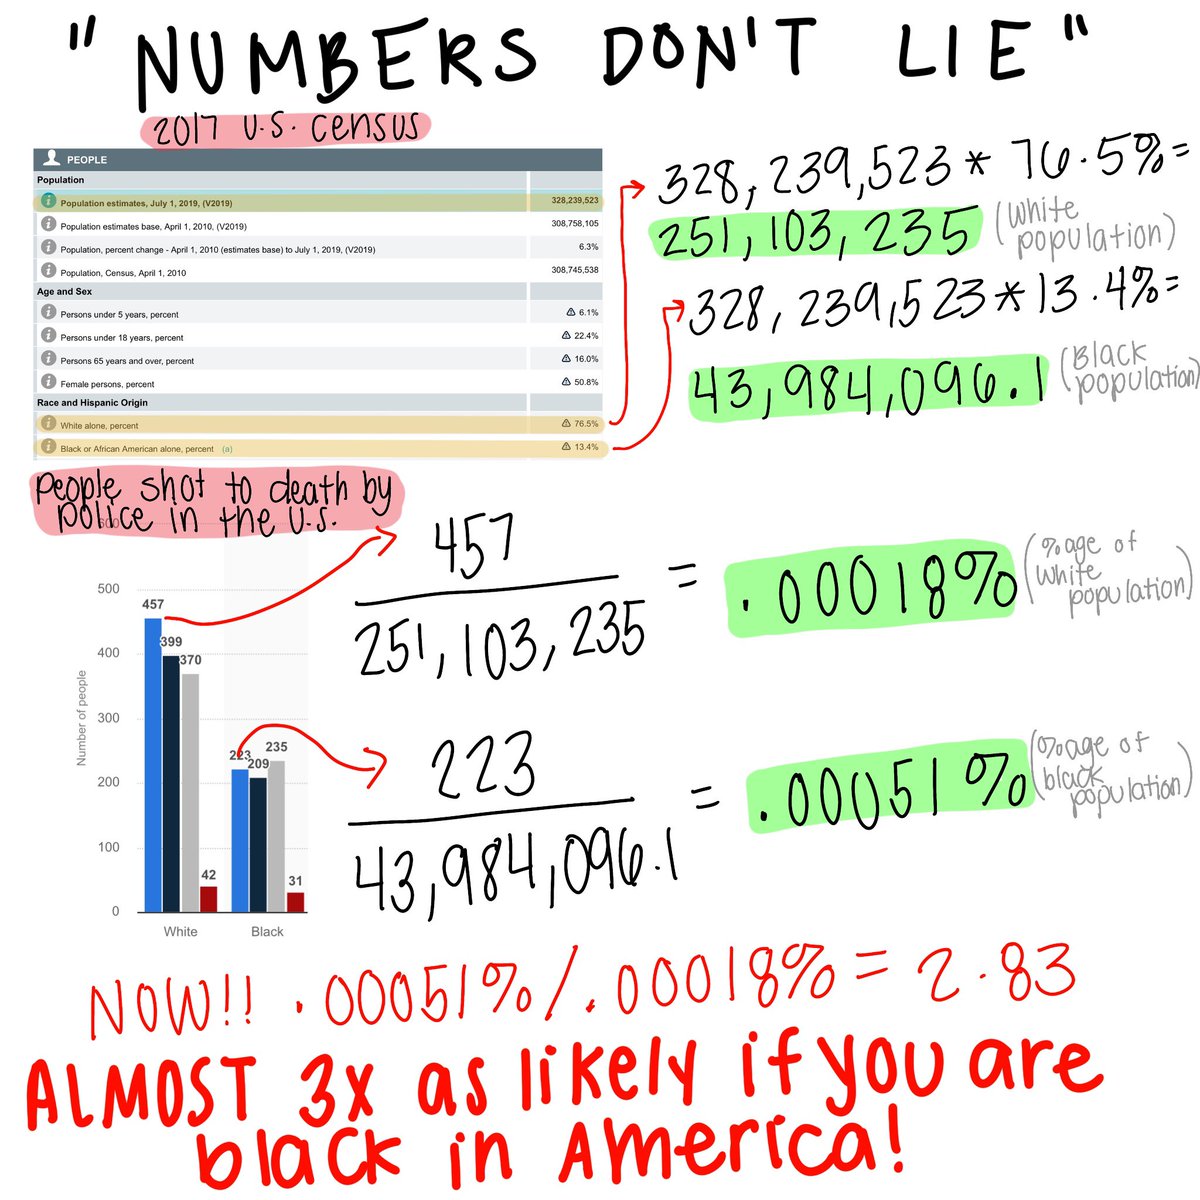 "NUMBERS DON'T LIE"
2017 U.S. CENSUS
PEOPLE
Population
Population estimates, July 1, 2019, (V2019) 328,239,523
Population estimates base, April 1, 2010, (V2019) 308,758,105
Population, percent change - April 1, 2010 (estimates base) to July 1, 2019, (V2019) 6.3%
Population, Census, April 1, 2010 308,745,538
Age and Sex
Persons under 5 years, percent 6.1%
Persons under 18 years, percent 22.4%
Persons 65 years and over, percent 16.0%
Female persons, percent 50.8%
Race and Hispanic Origin
White alone, percent 76.5%
Black or African American alone, percent (a) 13.4%
328,239,523 * 76.5% =
251,103,235 (White
population)
328,239,523 * 13.4% =
43,984,096.1 (Black
population)
people shot to death by
police in the U.S.
600
500
400
300
200
100
0
Number of people
457
399
370
42
223
209
235
31
White
Black
457
251,103,235
= .00018% (%age of
white
population)
223
43,984,096.1
= .00051% (%age of
black
population)
NOW!! .00051% / .00018% = 2.83
ALMOST 3x as likely if you are
black in America!